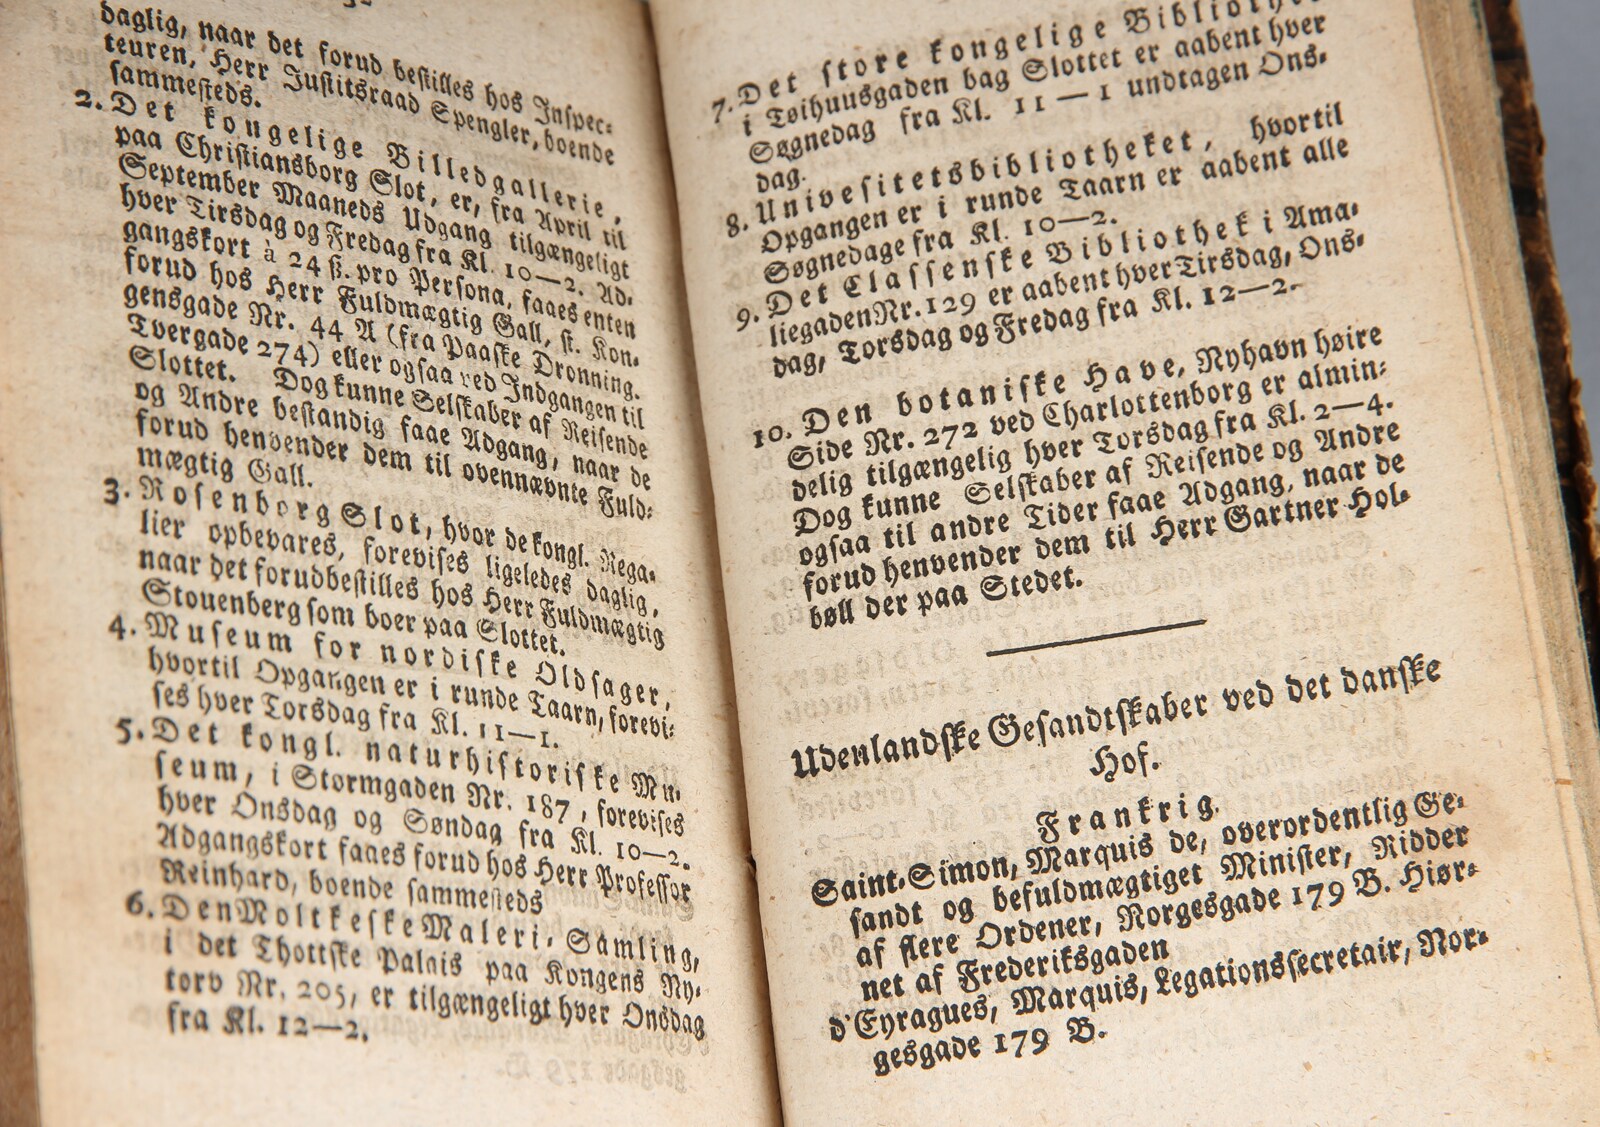 daglig, naar det forud bestilles hos Inspec-
teuren, Herr Justitsraad Spengler, boende
sammesteds.
2. Det kongelige Billedgallerie,
paa Christiansborg Slot, er, fra April til
September Maaneds Udgang tilgængeligt
hver Tirsdag og Fredag fra Kl. 10—2. Ad-
gangskort à 24 ß. pro Persona, faaes enten
forud hos Herr Fuldmægtig Gall, st. Kon-
gensgade Nr. 44 A (fra Paaske Dronning.
Tvergade 274) eller ogsaa ved Indgangen til
Slottet. Dog kunne Selskaber af Reisende
og Andre bestandig faae Adgang, naar de
forud henvender dem til ovennævnte Fuld-
mægtig Gall.
3. Rosenborg Slot, hvor de kongl. Rega-
lier opbevares, forevises ligeledes daglig,
naar det forudbestilles hos Herr Fuldmægtig
Stouenberg som boer paa Slottet.
4. Museum for nordiske Oldsager,
hvortil Opgangen er i runde Taarn, forevi-
ses hver Torsdag fra Kl. 11—1.
5. Det kongl. naturhistoriske Mu-
seum, i Stormgaden Nr. 187, forevises
hver Onsdag og Søndag fra Kl. 10—2.
Adgangskort faaes forud hos Herr Professor
Reinhard, boende sammesteds
6. Den Moltkeske Maleri-Samling,
i det Thottske Palais paa Kongens Ny-
torv Nr. 205, er tilgængeligt hver Onsdag
fra Kl. 12—2.
7. Det store kongelige Bibliothek
i Tøihuusgaden bag Slottet er aabent hver
Søgnedag fra Kl. 11—1 undtagen Ons-
dag.
8. Univesitetsbibliotheket, hvortil
Opgangen er i runde Taarn er aabent alle
Søgnedage fra Kl. 10—2.
9. Det Classenske Bibliothek i Ama-
liegaden Nr. 129 er aabent hver Tirsdag, Ons-
dag, Torsdag og Fredag fra Kl. 12—2.
10. Den botaniske Have, Nyhavn høire
Side Nr. 272 ved Charlottenborg er almin-
delig tilgængelig hver Torsdag fra Kl. 2—4.
Dog kunne Selskaber af Reisende og Andre
ogsaa til andre Tider faae Adgang, naar de
forud henvender dem til Herr Gartner Hol-
bøll der paa Stedet.
Udenlandske Gesandtskaber ved det danske
Hof.
Frankrig.
Saint-Simon, Marquis de, overordentlig Ge-
sandt og befuldmægtiget Minister, Ridder
af flere Ordener, Norgesgade 179 B. Hiør-
net af Frederiksgaden
d'Eyragues, Marquis, Legationssecretair, Nor-
gesgade 179 B.